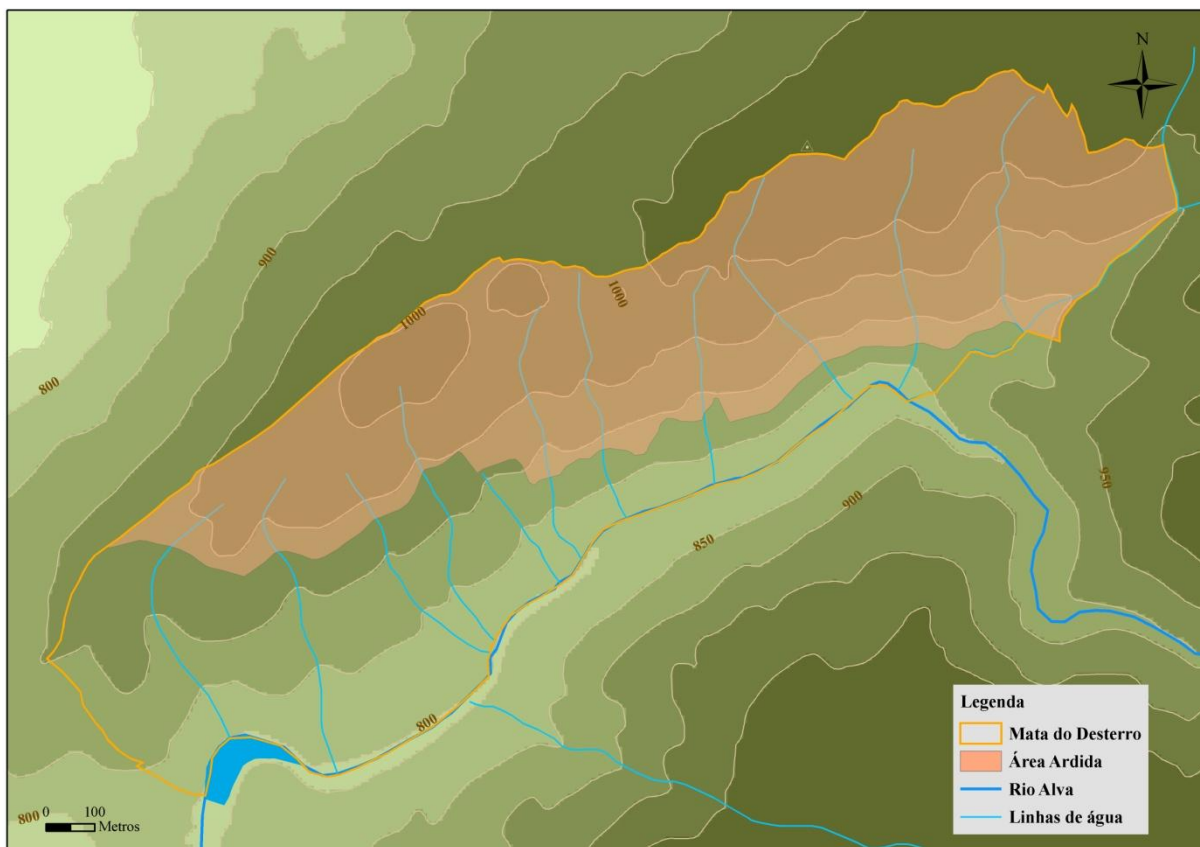 N
900
1000
1000
800
950
900
850
800
800
0 100
Metros
Legenda
Mata do Desterro
Área Ardida
Rio Alva
Linhas de água